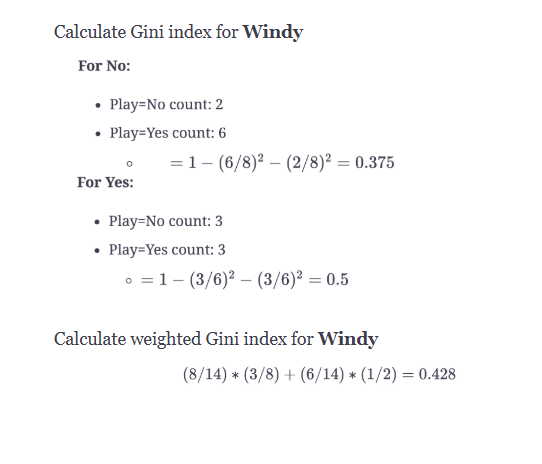 Calculate Gini index for Windy
For No:
• Play=No count: 2
• Play=Yes count: 6
○ = 1 − (6/8)² − (2/8)² = 0.375
For Yes:
• Play=No count: 3
• Play=Yes count: 3
○ = 1 − (3/6)² − (3/6)² = 0.5
Calculate weighted Gini index for Windy
(8/14) ∗ (3/8) + (6/14) ∗ (1/2) = 0.428